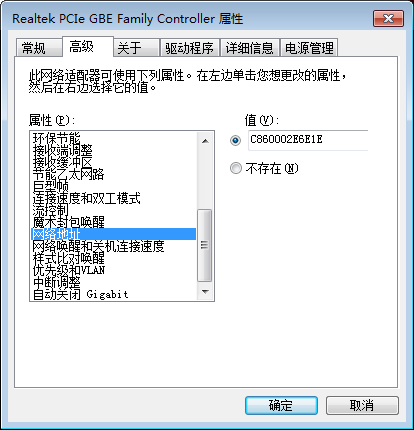 Realtek PCIe GBE Family Controller 属性
常规 高级 关于 驱动程序 详细信息 电源管理
此网络适配器可使用下列属性。在左边单击您想更改的属性，
然后在右边选择它的值。
属性(P)： 值(V)：
环保节能
接收端调整
接收缓冲区
节能乙太网路
巨型帧
连接速度和双工模式
流控制
魔术封包唤醒
网络地址
网络唤醒和关机连接速度
样式比对唤醒
优先级和VLAN
中断调整
自动关闭 Gigabit
C860002E6E1E
不存在(N)
确定 取消